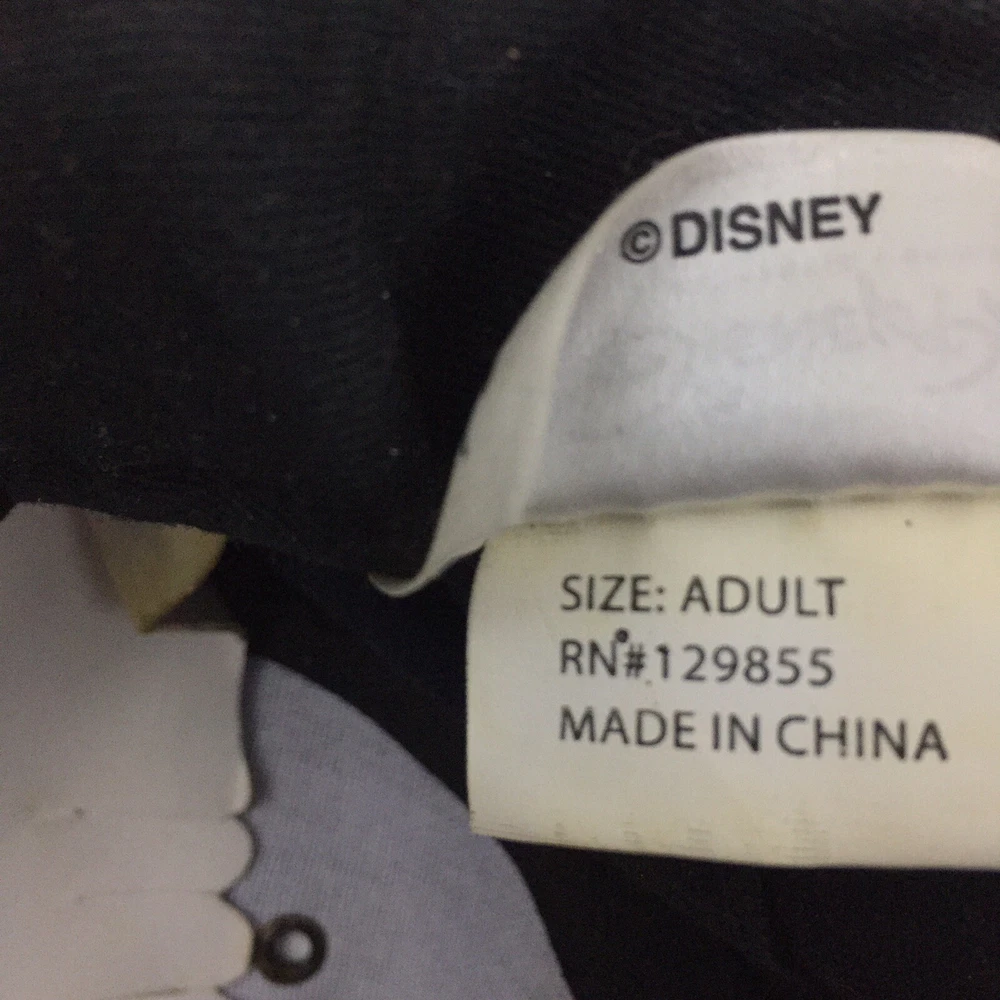 ©DISNEY
SIZE: ADULT
RN#129855
MADE IN CHINA